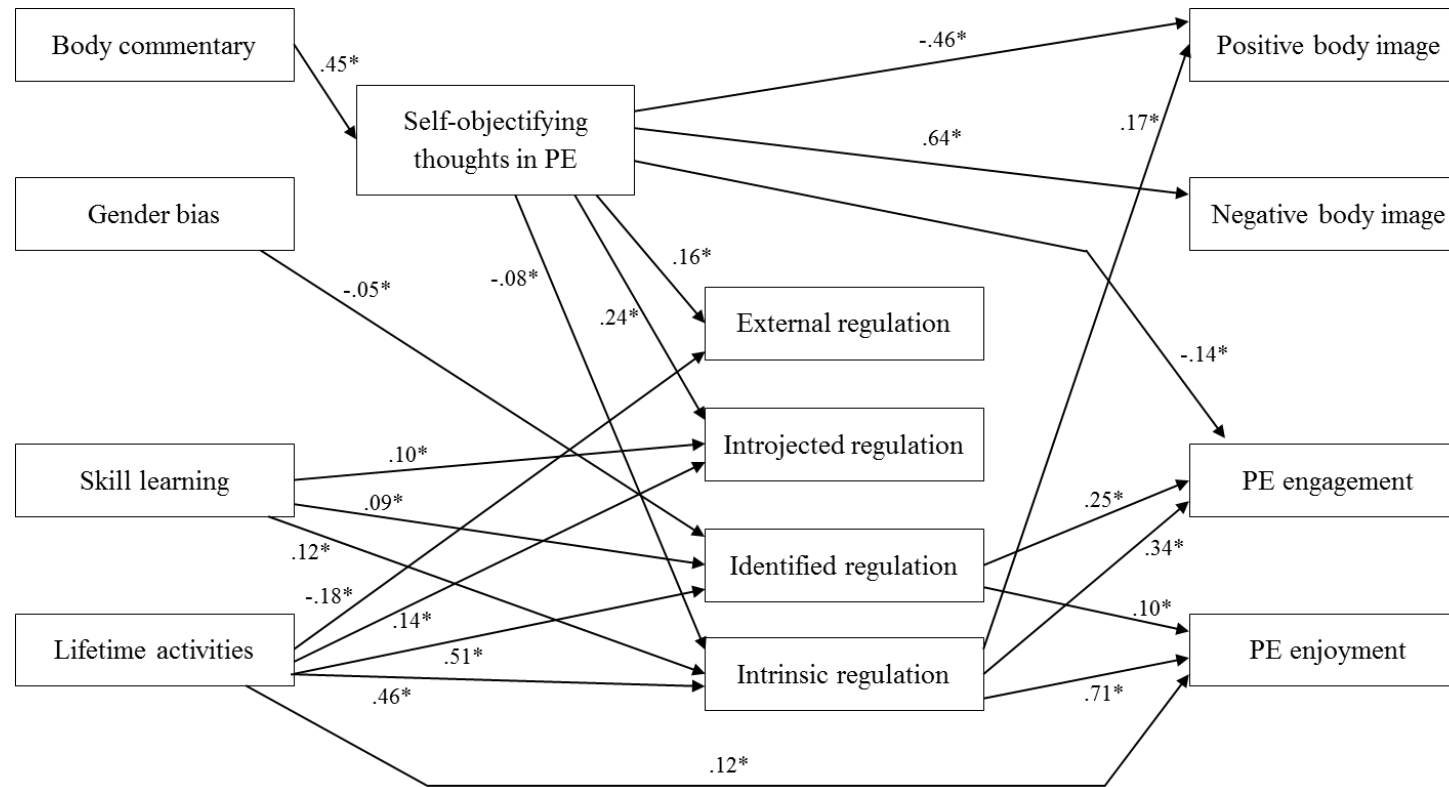 Body commentary
.45*
Self-objectifying
thoughts in PE
-.46*
Positive body image
.17*
.64*
Gender bias
Negative body image
-.05*
-.08*
.16*
.24*
External regulation
-.14*
Introjected regulation
Skill learning
.10*
.09*
PE engagement
.25*
.12*
Identified regulation
.34*
-.18*
.10*
.14*
Lifetime activities
.51*
PE enjoyment
Intrinsic regulation
.46*
.71*
.12*